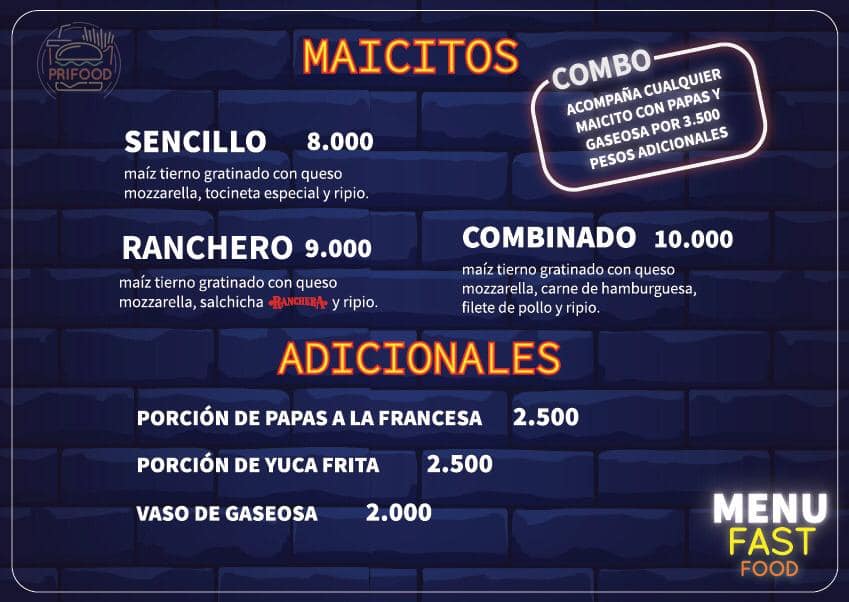 PRIFOOD
MAICITOS
COMBO
ACOMPAÑA CUALQUIER
MAICITO CON PAPAS Y
GASEOSA POR 3.500
PESOS ADICIONALES
SENCILLO 8.000
maíz tierno gratinado con queso
mozzarella, tocineta especial y ripio.
RANCHERO 9.000
maíz tierno gratinado con queso
mozzarella, salchicha RANCHERA y ripio.
COMBINADO 10.000
maíz tierno gratinado con queso
mozzarella, carne de hamburguesa,
filete de pollo y ripio.
ADICIONALES
PORCIÓN DE PAPAS A LA FRANCESA 2.500
PORCIÓN DE YUCA FRITA 2.500
VASO DE GASEOSA 2.000
MENU
FAST
FOOD